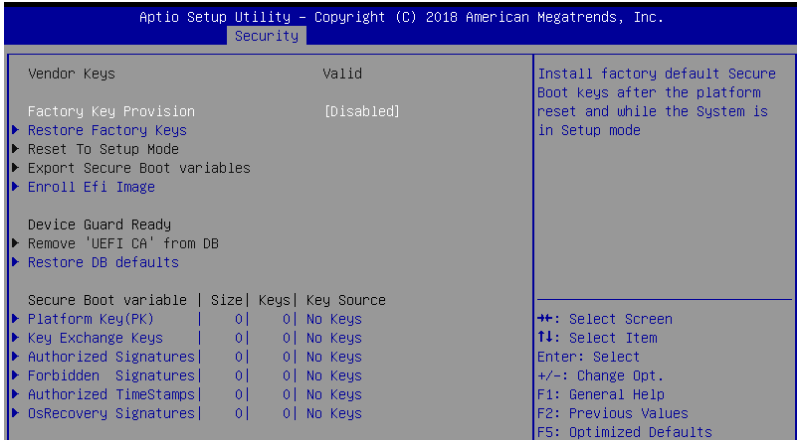 Aptio Setup Utility – Copyright (C) 2018 American Megatrends, Inc.
Security
Vendor Keys Valid
Factory Key Provision [Disabled]
Restore Factory Keys
Reset To Setup Mode
Export Secure Boot variables
Enroll Efi Image
Device Guard Ready
Remove 'UEFI CA' from DB
Restore DB defaults
Secure Boot variable | Size| Keys| Key Source
Platform Key(PK) | 0| 0| No Keys
Key Exchange Keys | 0| 0| No Keys
Authorized Signatures| 0| 0| No Keys
Forbidden Signatures| 0| 0| No Keys
Authorized TimeStamps| 0| 0| No Keys
OsRecovery Signatures| 0| 0| No Keys
Install factory default Secure
Boot keys after the platform
reset and while the System is
in Setup mode
→←: Select Screen
↑↓: Select Item
Enter: Select
+/-: Change Opt.
F1: General Help
F2: Previous Values
F5: Optimized Defaults